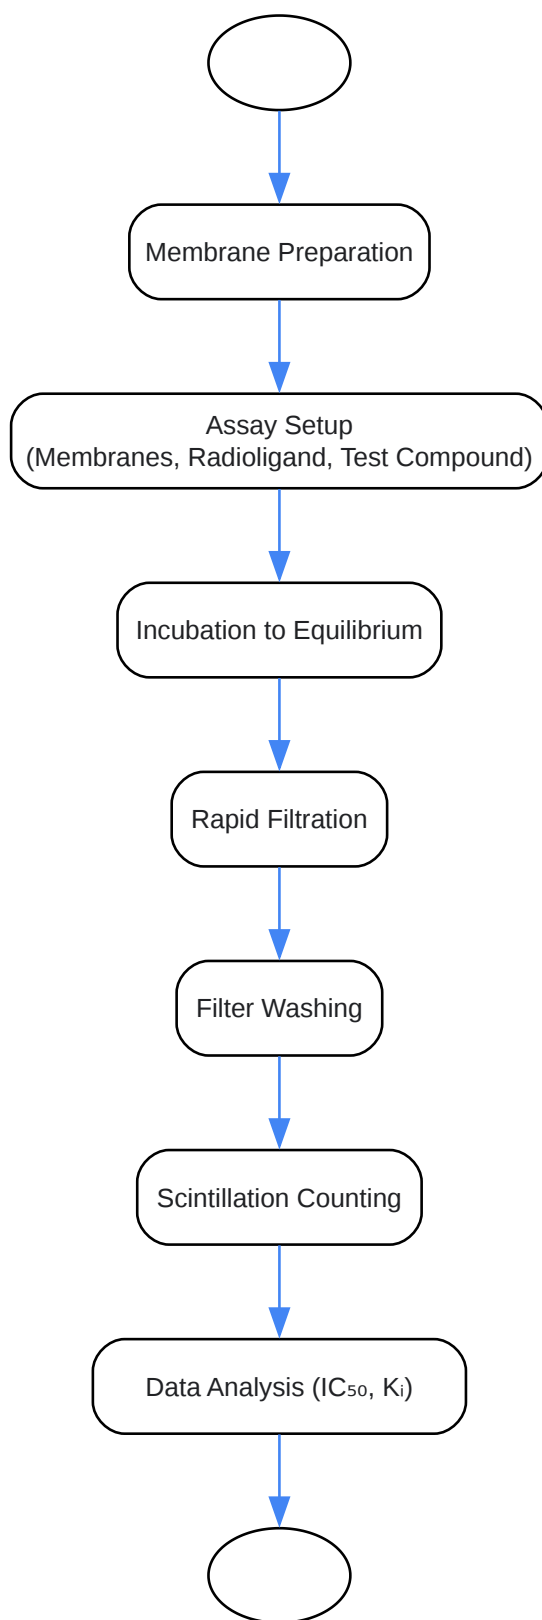 Membrane Preparation
Assay Setup
(Membranes, Radioligand, Test Compound)
Incubation to Equilibrium
Rapid Filtration
Filter Washing
Scintillation Counting
Data Analysis (IC₅₀, Kᵢ)